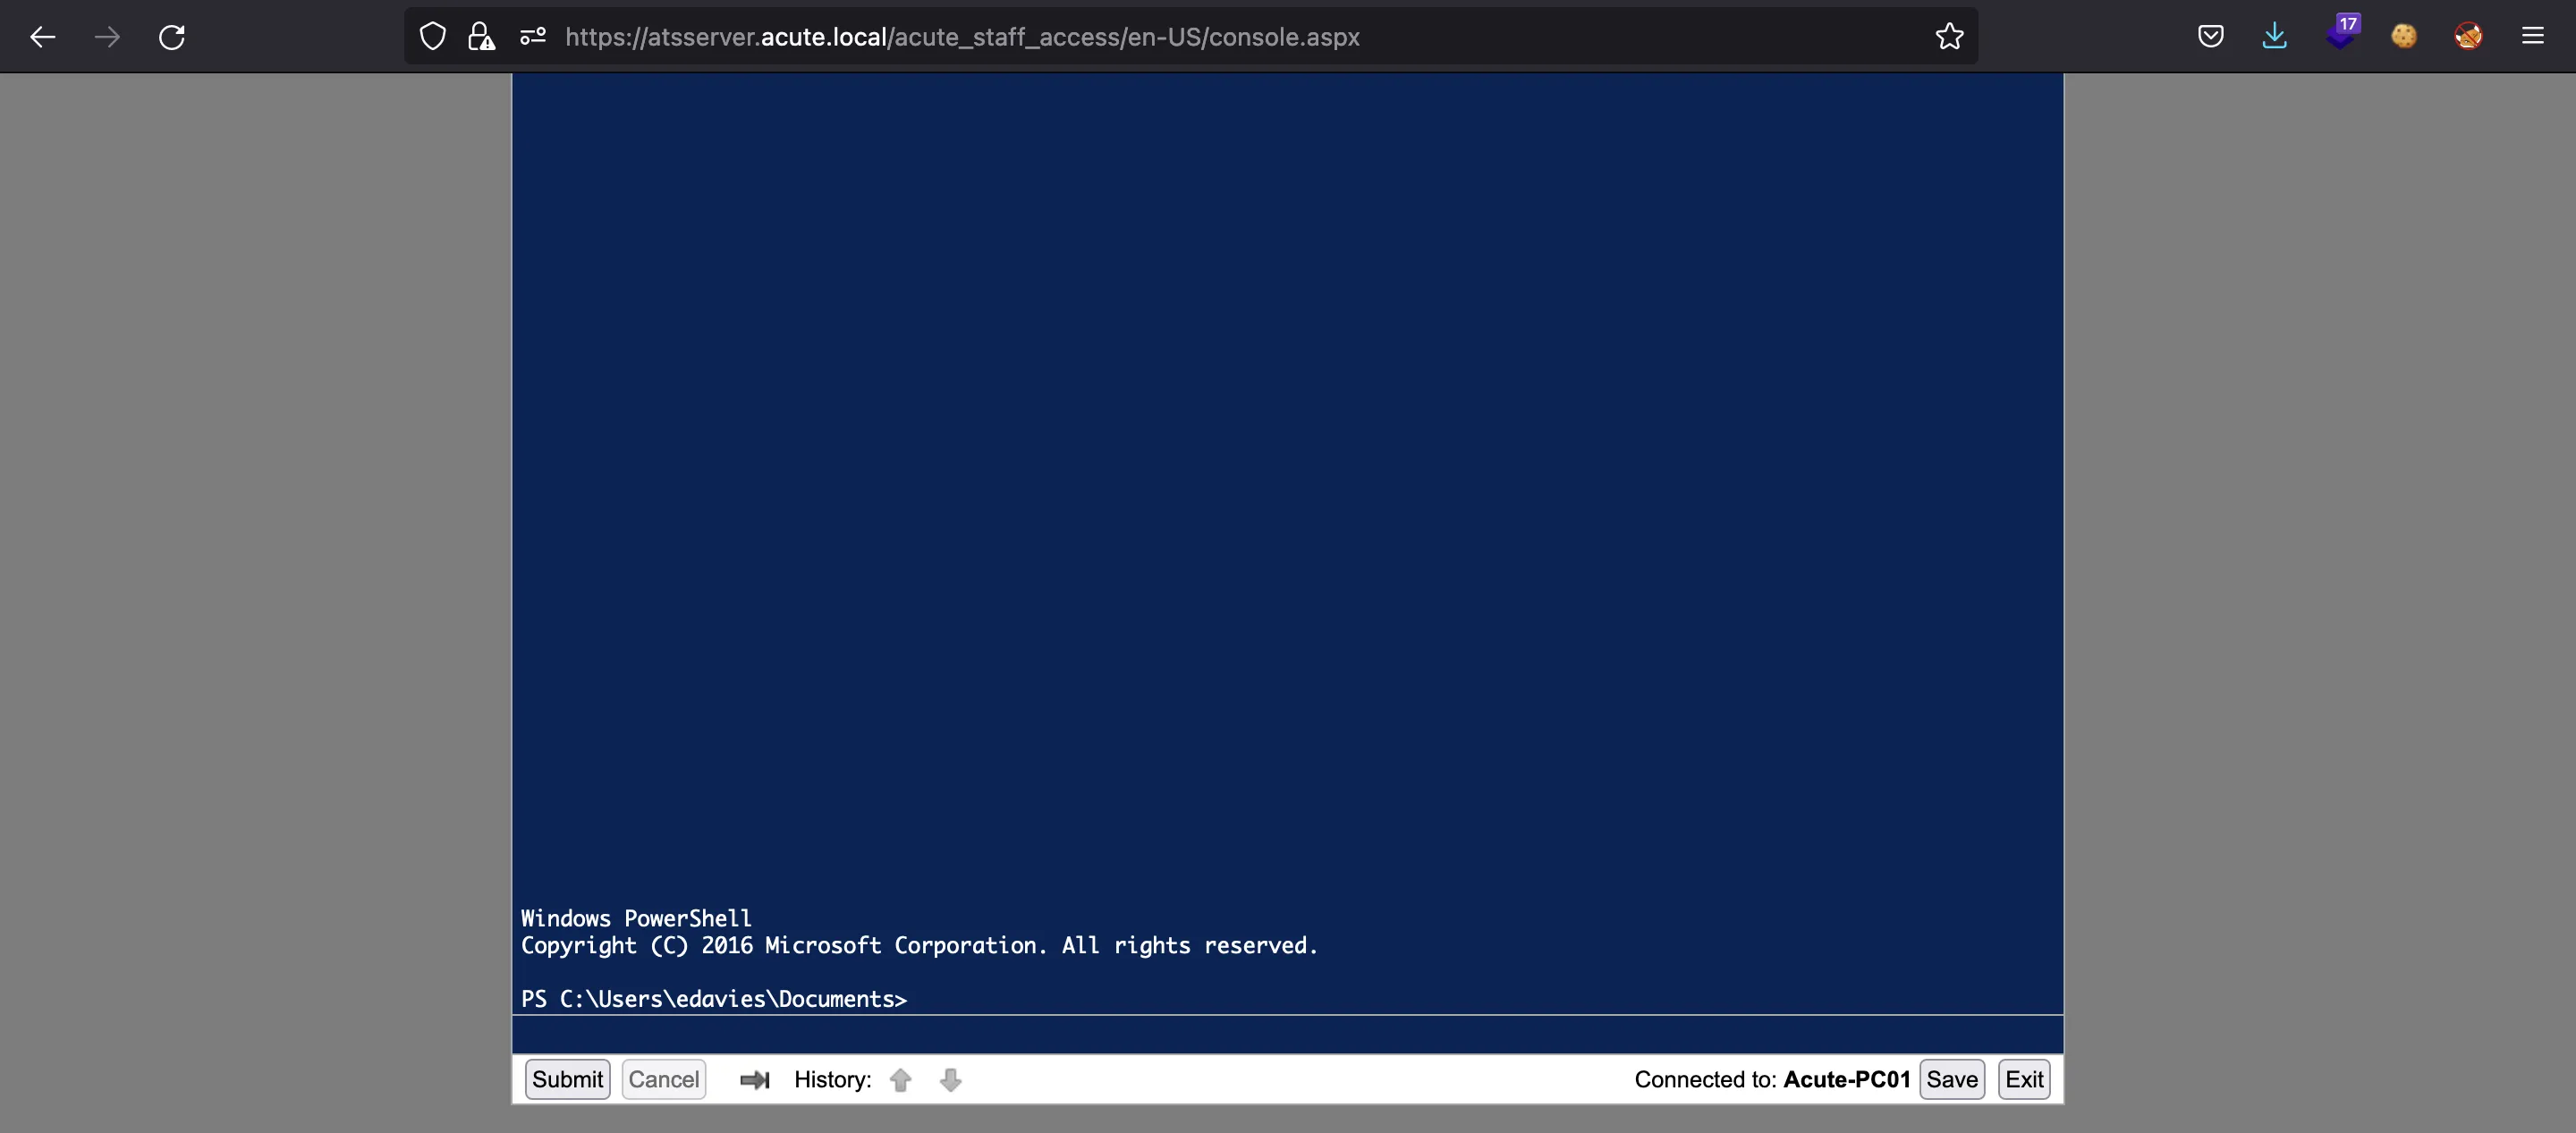 https://atsserver.acute.local/acute_staff_access/en-US/console.aspx
17
Windows PowerShell
Copyright (C) 2016 Microsoft Corporation. All rights reserved.
PS C:\Users\edavies\Documents>
Submit Cancel History: Connected to: Acute-PC01 Save Exit